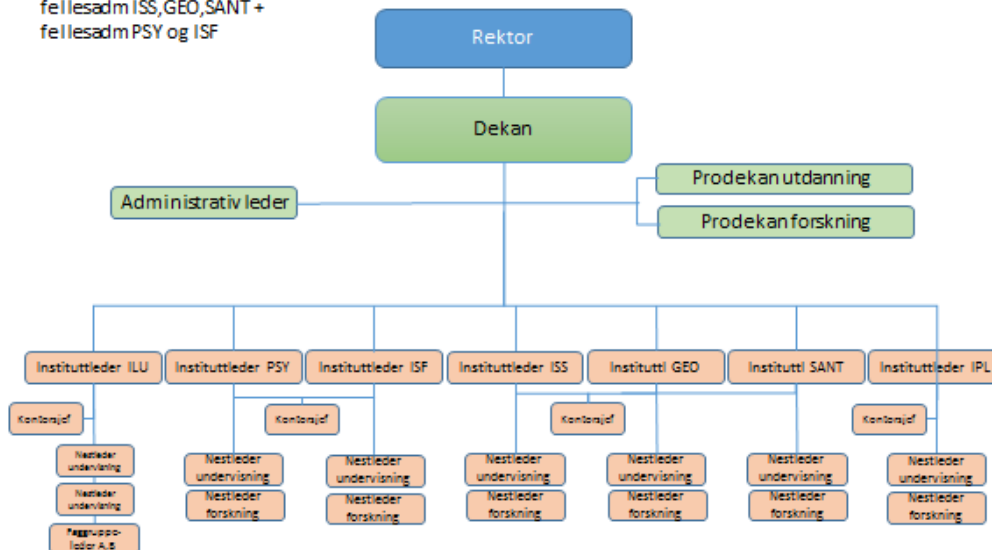 fellesadm ISS,GEO,SANT +
fellesadm PSY og ISF
Rektor
Dekan
Administrativ leder
Prodekan utdanning
Prodekan forskning
Instituttleder ILU
Instituttleder PSY
Instituttleder ISF
Instituttleder ISS
Instituttl GEO
Instituttl SANT
Instituttleder IPL
Kontorsjef
Kontorsjef
Kontorsjef
Kontorsjef
Nestleder
undervisning
Nestleder
undervisning
Faggruppe-
leder A.B
Nestleder
undervisning
Nestleder
forskning
Nestleder
undervisning
Nestleder
forskning
Nestleder
undervisning
Nestleder
forskning
Nestleder
undervisning
Nestleder
forskning
Nestleder
undervisning
Nestleder
forskning
Nestleder
undervisning
Nestleder
forskning